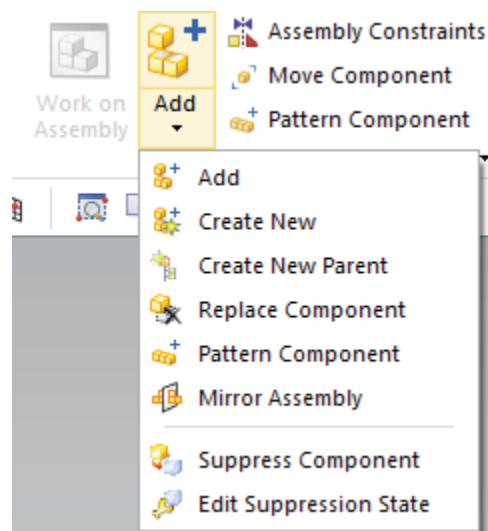 Work on
Assembly
Add
Assembly Constraints
Move Component
Pattern Component
Add
Create New
Create New Parent
Replace Component
Pattern Component
Mirror Assembly
Suppress Component
Edit Suppression State